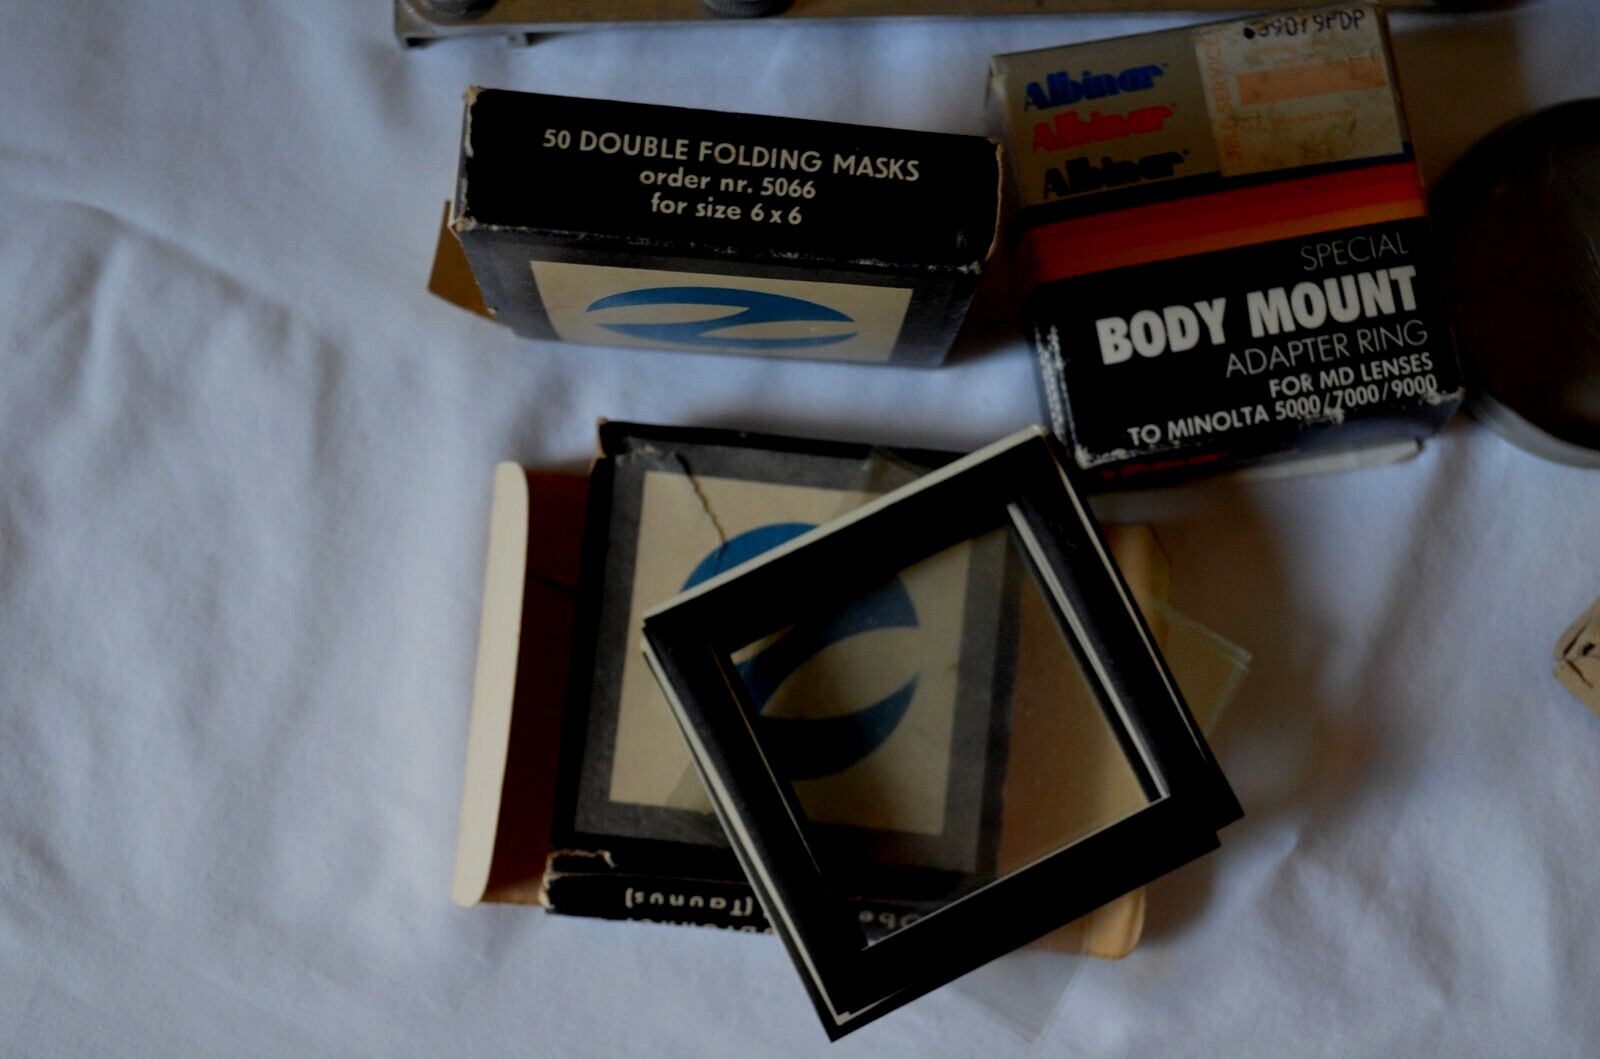 50 DOUBLE FOLDING MASKS
order nr. 5066
for size 6 x 6
Albinar
Albinar
Albinar
SPECIAL
BODY MOUNT
ADAPTER RING
FOR MD LENSES
TO MINOLTA 5000/7000/9000
(Taunus)